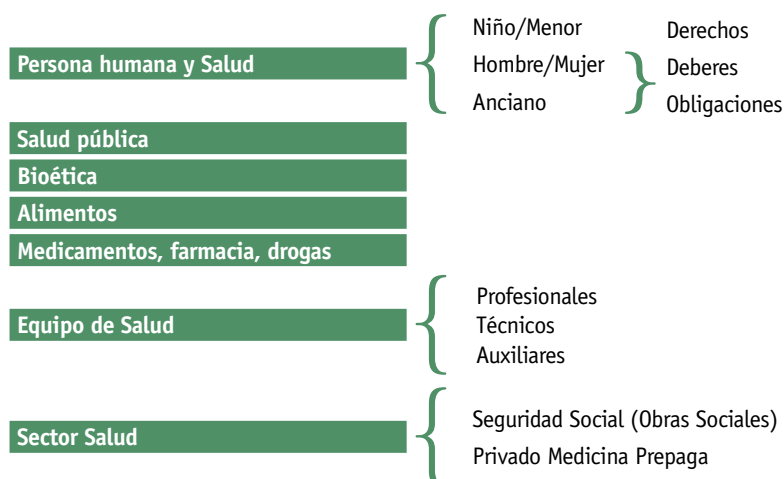 Persona humana y Salud
Niño/Menor
Hombre/Mujer
Anciano
Derechos
Deberes
Obligaciones
Salud pública
Bioética
Alimentos
Medicamentos, farmacia, drogas
Equipo de Salud
Profesionales
Técnicos
Auxiliares
Sector Salud
Seguridad Social (Obras Sociales)
Privado Medicina Prepaga